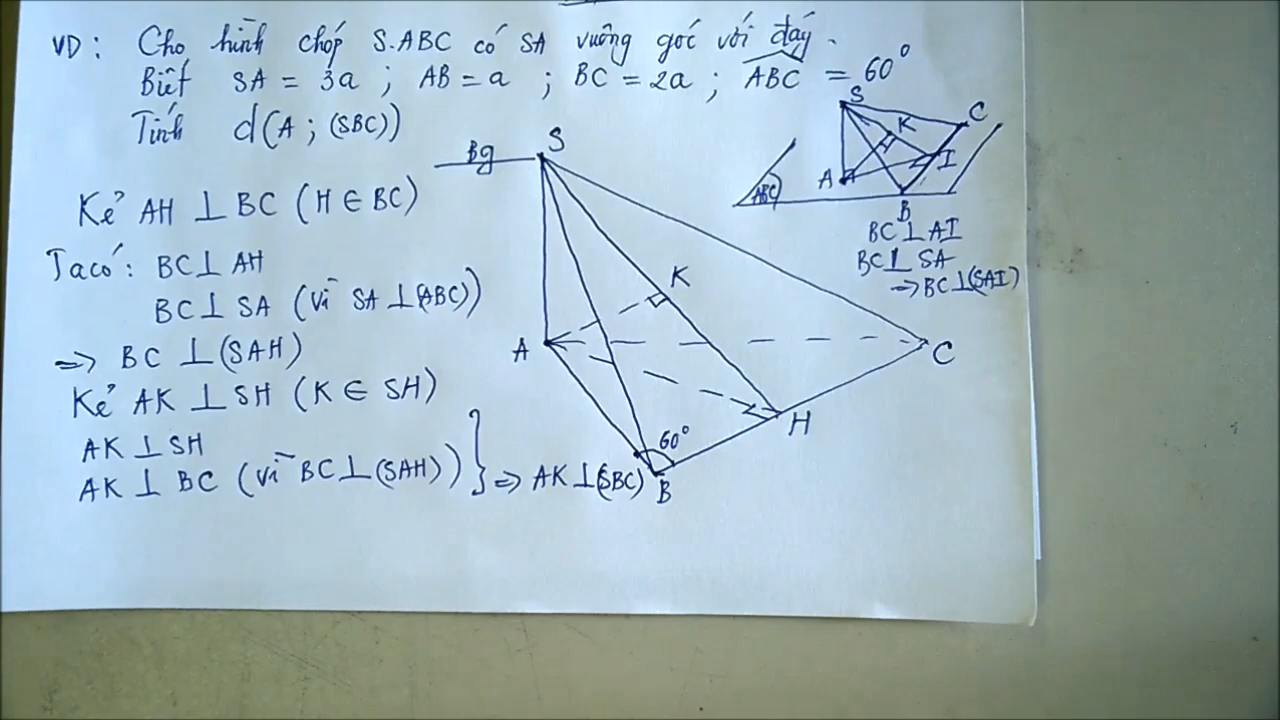 VD: Cho hình chóp S.ABC có SA vuông góc với đáy.
Biết SA = 3a ; AB = a ; BC = 2a ; ABC = 60°
Tính d(A ; (SBC))
Bg
Kẻ AH ⊥ BC (H ∈ BC)
Ta có: BC ⊥ AH
BC ⊥ SA (vì SA ⊥ (ABC))
=> BC ⊥ (SAH)
Kẻ AK ⊥ SH (K ∈ SH)
AK ⊥ SH
AK ⊥ BC (vì BC ⊥ (SAH)) } => AK ⊥ (SBC)
S
K
A
C
H
60°
B
S
C
K
A
I
ABC
B
BC ⊥ AI
BC ⊥ SA
=> BC ⊥ (SAI)